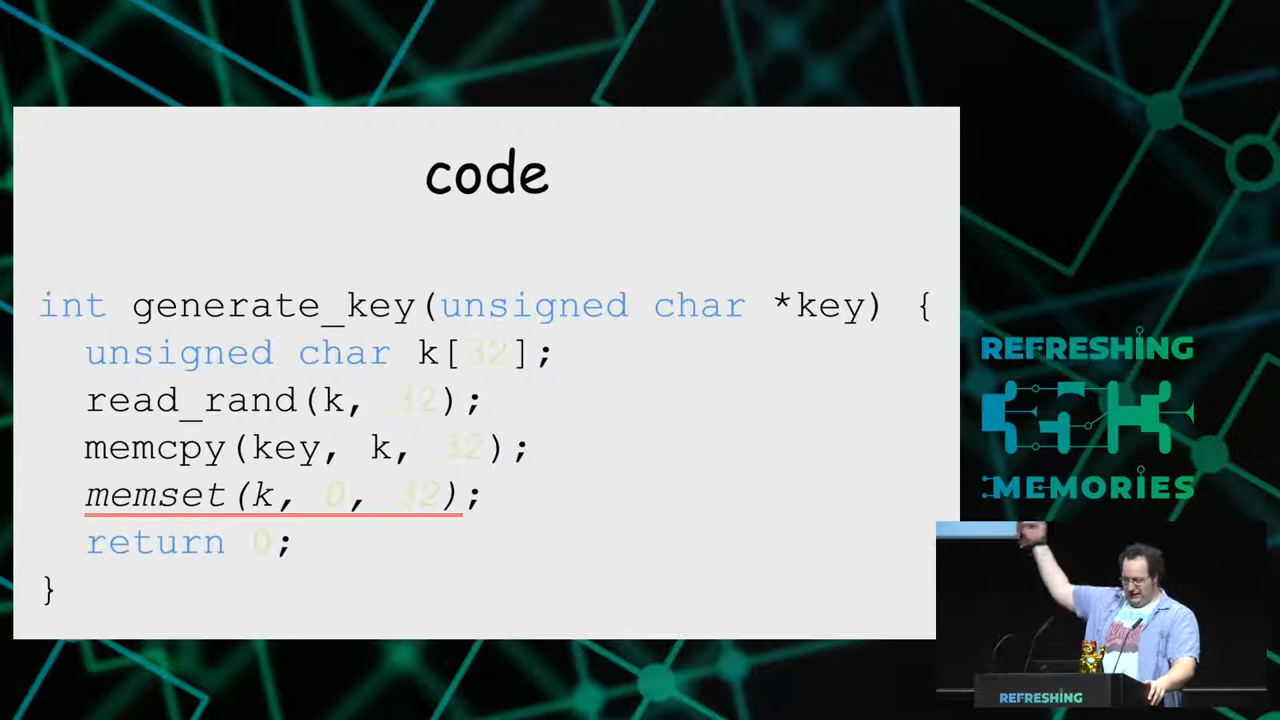 code
int generate_key(unsigned char *key) {
unsigned char k[32];
read_rand(k, 32);
memcpy(key, k, 32);
memset(k, 0, 32);
return 0;
}
REFRESHING
MEMORIES
REFRESHING